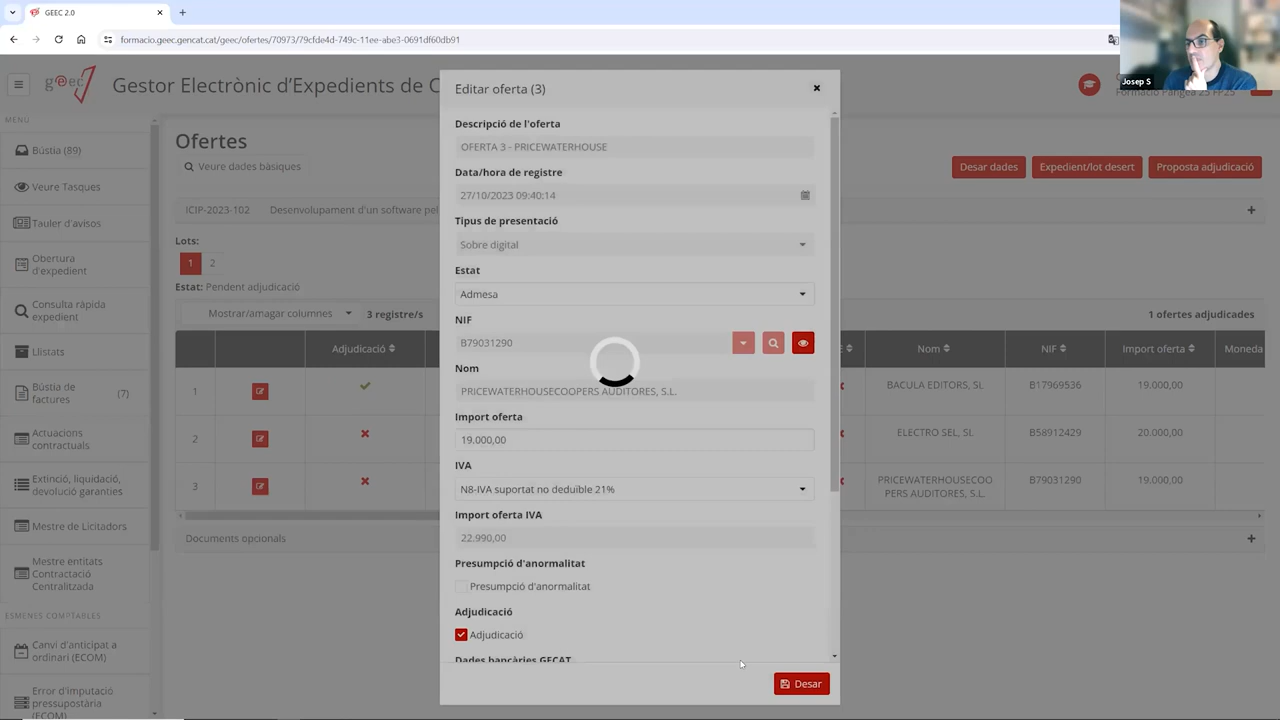 GEEC 2.0
formacio.geec.gencat.cat/geec/ofertes/70973/79cfde4d-749c-11ee-abe3-0691df60db91
Josep S
geec
Gestor Electrònic d'Expedients de C
Formació Pangea 25 FP25
MENÚ
Bústia (89)
Veure Tasques
Tauler d'avisos
Obertura
d'expedient
Consulta ràpida
expedient
Llistats
Bústia de
factures
(7)
Actuacions
contractuals
Extinció, liquidació,
devolució garanties
Mestre de Licitadors
Mestre entitats
Contractació
Centralitzada
ESMENES COMPTABLES
Canvi d'anticipat a
ordinari (ECOM)
Error d'imputació
pressupostària
(ECOM)
Ofertes
Veure dades bàsiques
Desar dades
Expedient/lot desert
Proposta adjudicació
ICIP-2023-102 Desenvolupament d'un software pel
Lots:
1 2
Estat: Pendent adjudicació
Mostrar/amagar columnes
3 registre/s
1 ofertes adjudicades
Adjudicació Nom NIF Import oferta Moneda
1 BACULA EDITORS, SL B17969536 19.000,00
2 ELECTRO SEL, SL B58912429 20.000,00
3 PRICEWATERHOUSECOO
PERS AUDITORES, S.L. B79031290 19.000,00
Documents opcionals
Editar oferta (3)
Descripció de l'oferta
OFERTA 3 - PRICEWATERHOUSE
Data/hora de registre
27/10/2023 09:40:14
Tipus de presentació
Sobre digital
Estat
Admesa
NIF
B79031290
Nom
PRICEWATERHOUSECOOPERS AUDITORES, S.L.
Import oferta
19.000,00
IVA
N8-IVA suportat no deduïble 21%
Import oferta IVA
22.990,00
Presumpció d'anormalitat
Presumpció d'anormalitat
Adjudicació
Adjudicació
Dades bancàries GECAT
Desar